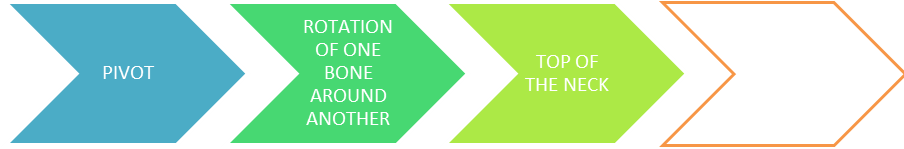 PIVOT
ROTATION
OF ONE
BONE
AROUND
ANOTHER
TOP OF
THE NECK